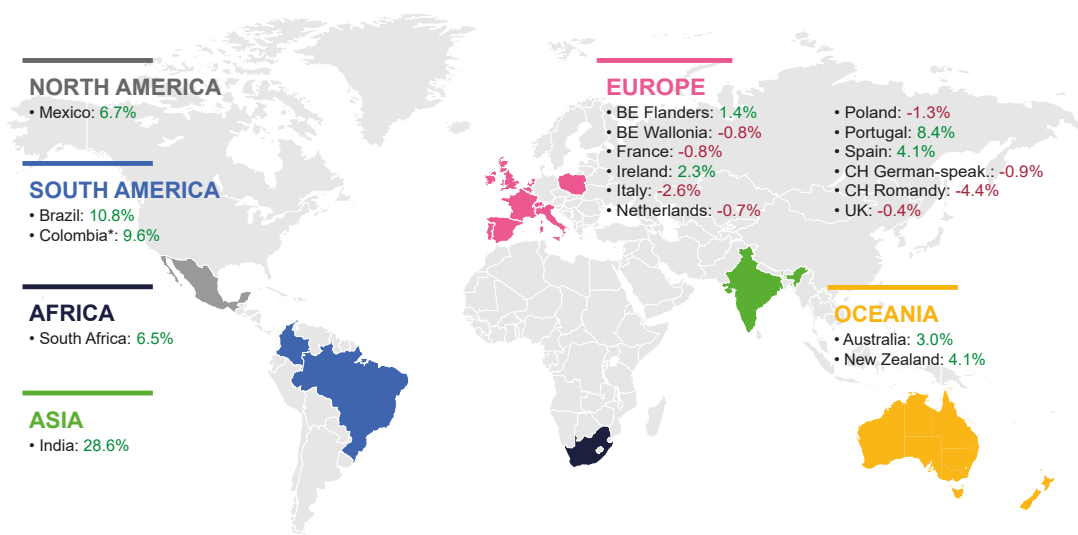 NORTH AMERICA
• Mexico: 6.7%
SOUTH AMERICA
• Brazil: 10.8%
• Colombia*: 9.6%
AFRICA
• South Africa: 6.5%
ASIA
• India: 28.6%
EUROPE
• BE Flanders: 1.4%
• BE Wallonia: -0.8%
• France: -0.8%
• Ireland: 2.3%
• Italy: -2.6%
• Netherlands: -0.7%
• Poland: -1.3%
• Portugal: 8.4%
• Spain: 4.1%
• CH German-speak.: -0.9%
• CH Romandy: -4.4%
• UK: -0.4%
OCEANIA
• Australia: 3.0%
• New Zealand: 4.1%